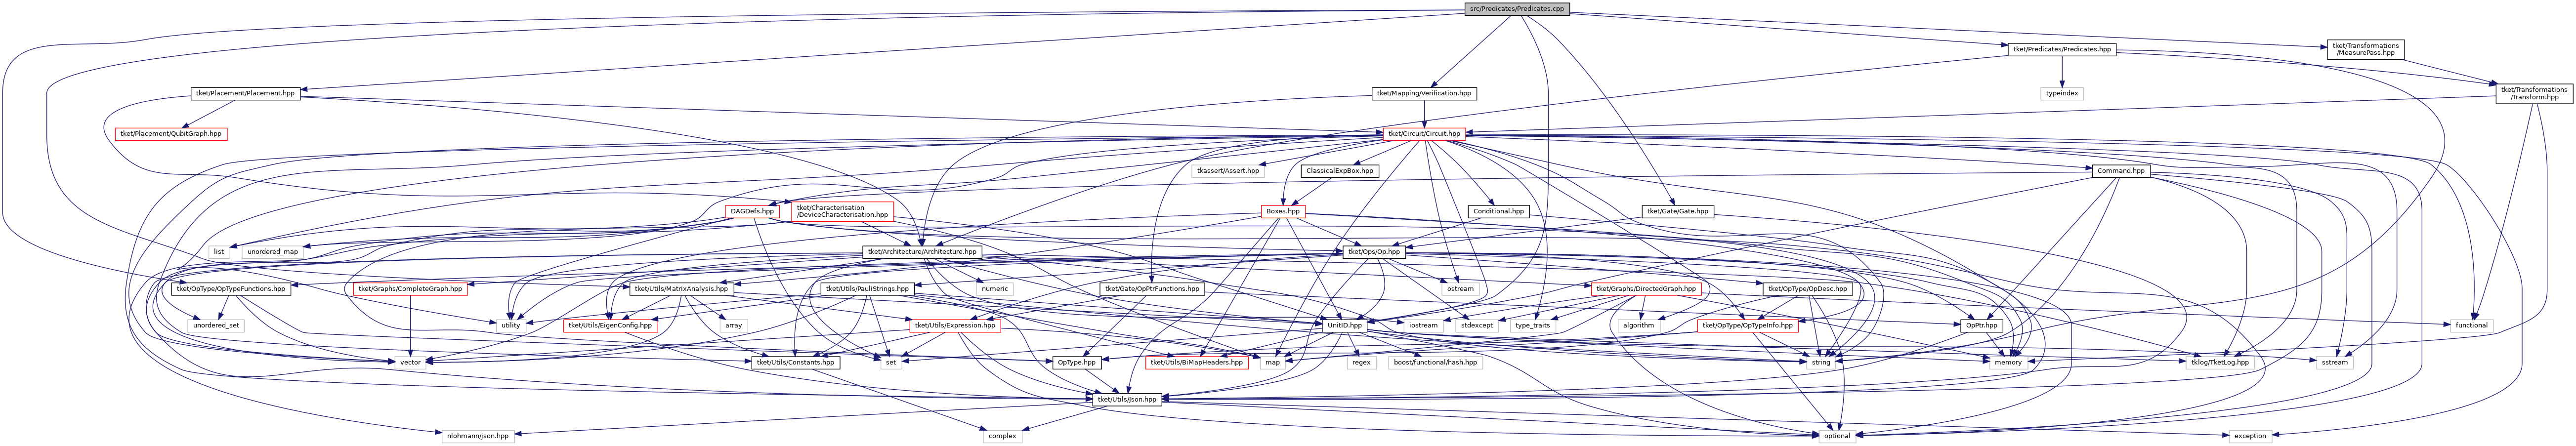 src/Predicates/Predicates.cpp
tket/Predicates/Predicates.hpp
tket/Transformations
/MeasurePass.hpp
tket/Placement/Placement.hpp
tket/Mapping/Verification.hpp
typeindex
tket/Transformations
/Transform.hpp
tket/Placement/QubitGraph.hpp
tket/Circuit/Circuit.hpp
tkassert/Assert.hpp
ClassicalExpBox.hpp
Command.hpp
tket/Characterisation
/DeviceCharacterisation.hpp
DAGDefs.hpp
Boxes.hpp
Conditional.hpp
tket/Gate/Gate.hpp
list
unordered_map
tket/Architecture/Architecture.hpp
tket/Ops/Op.hpp
tket/OpType/OpTypeFunctions.hpp
tket/Graphs/CompleteGraph.hpp
tket/Utils/MatrixAnalysis.hpp
tket/Utils/PauliStrings.hpp
numeric
tket/Gate/OpPtrFunctions.hpp
ostream
tket/Graphs/DirectedGraph.hpp
tket/OpType/OpDesc.hpp
unordered_set
utility
tket/Utils/EigenConfig.hpp
array
tket/Utils/Expression.hpp
UnitID.hpp
iostream
stdexcept
type_traits
algorithm
tket/OpType/OpTypeInfo.hpp
OpPtr.hpp
functional
vector
tket/Utils/Constants.hpp
set
OpType.hpp
tket/Utils/BiMapHeaders.hpp
map
regex
boost/functional/hash.hpp
string
memory
tklog/TketLog.hpp
sstream
tket/Utils/Json.hpp
nlohmann/json.hpp
complex
optional
exception